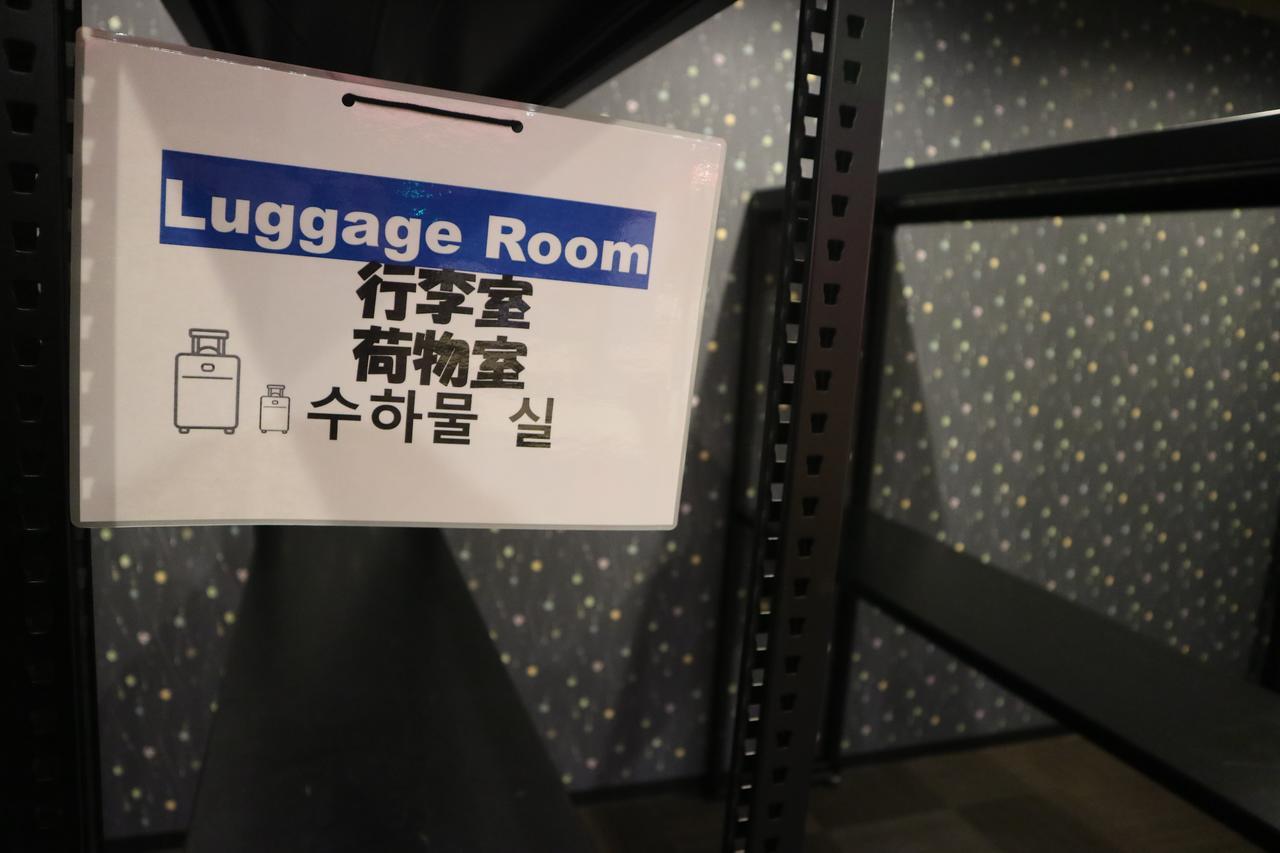 Luggage Room
行李室
荷物室
수하물 실